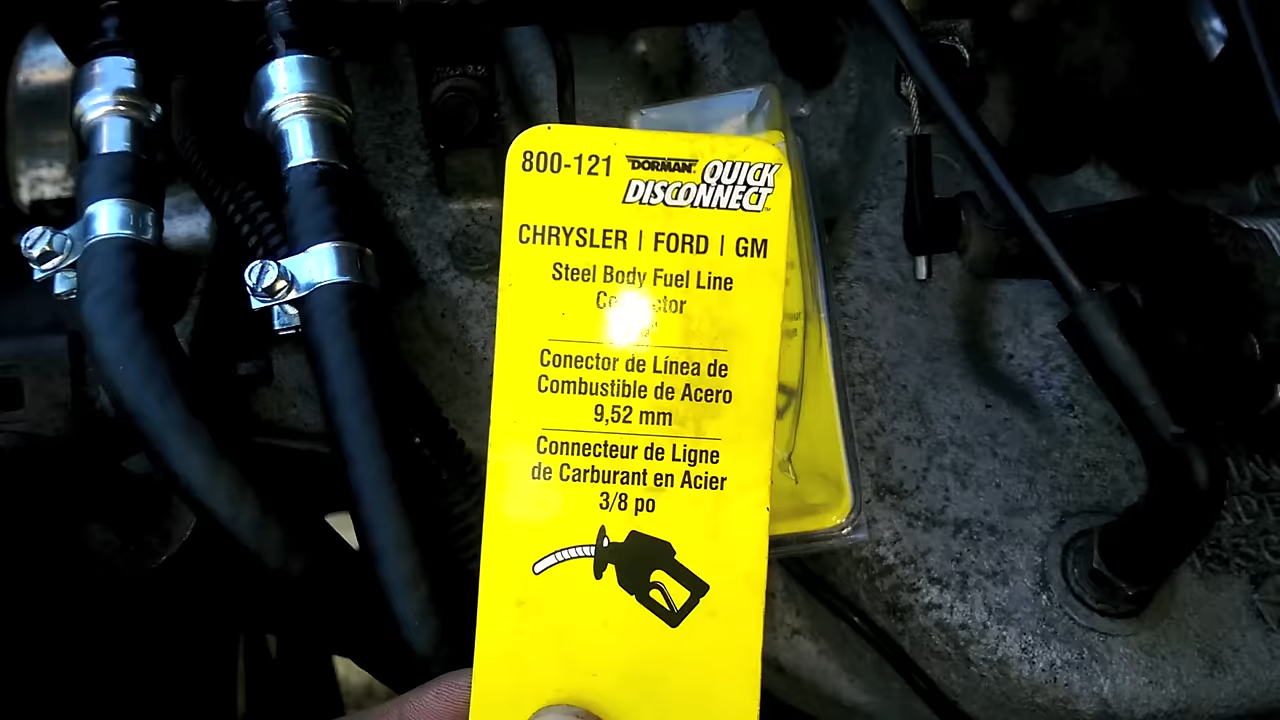 800-121 DORMAN QUICK
DISCONNECT™
CHRYSLER | FORD | GM
Steel Body Fuel Line
Conector de Línea de
Combustible de Acero
9,52 mm
Connecteur de Ligne
de Carburant en Acier
3/8 po